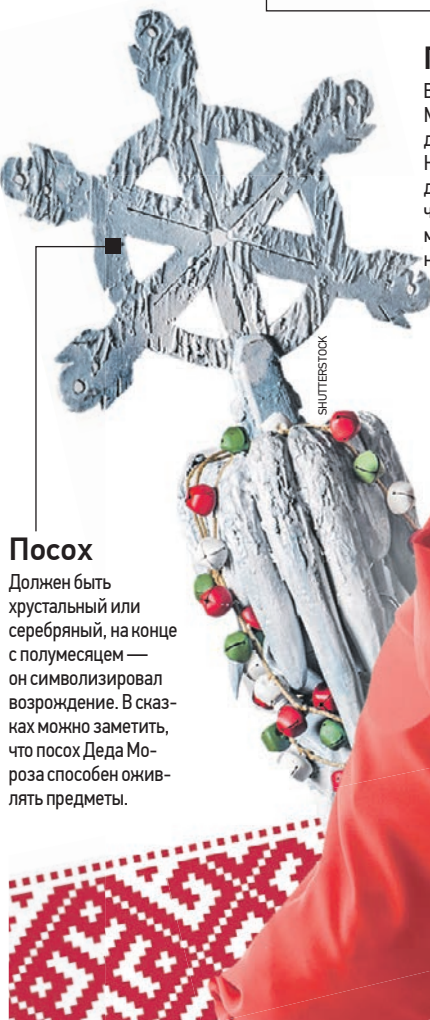 SHUTTERSTOCK
Посох
Должен быть
хрустальный или
серебряный, на конце
с полумесяцем —
он символизировал
возрождение. В сказ-
ках можно заметить,
что посох Деда Мо-
роза способен ожив-
лять предметы.